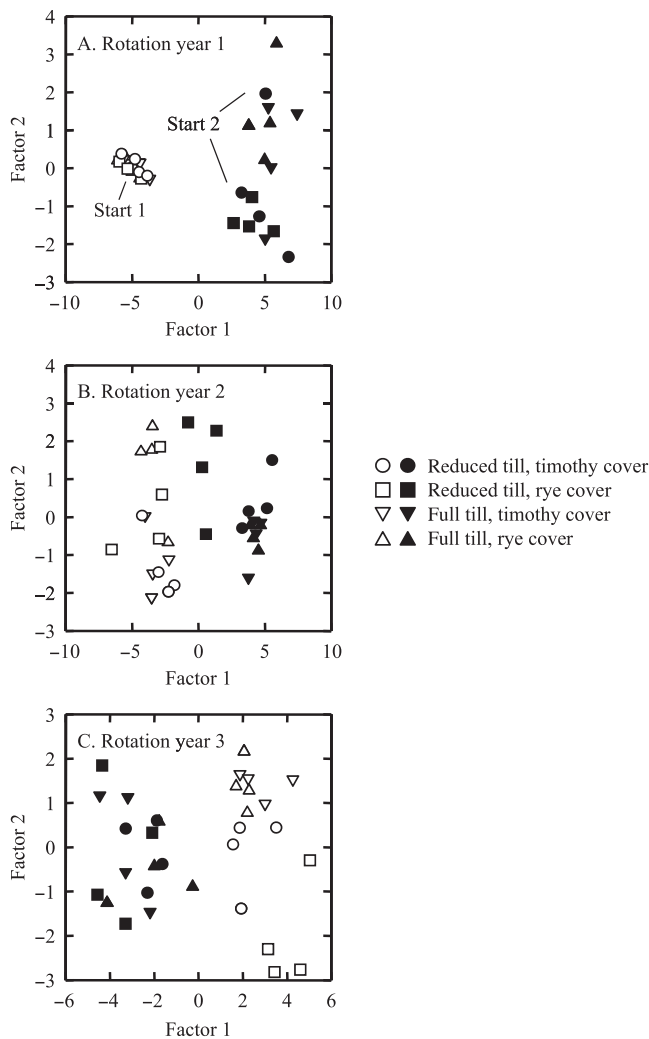 A. Rotation year 1
4
3
2
1
0
−1
−2
−3
Factor 2
Start 2
Start 1
−10
−5
0
5
10
Factor 1
B. Rotation year 2
4
3
2
1
0
−1
−2
−3
Factor 2
−10
−5
0
5
10
Factor 1
Reduced till, timothy cover
Reduced till, rye cover
Full till, timothy cover
Full till, rye cover
C. Rotation year 3
3
2
1
0
−1
−2
−3
Factor 2
−6
−4
−2
0
2
4
6
Factor 1